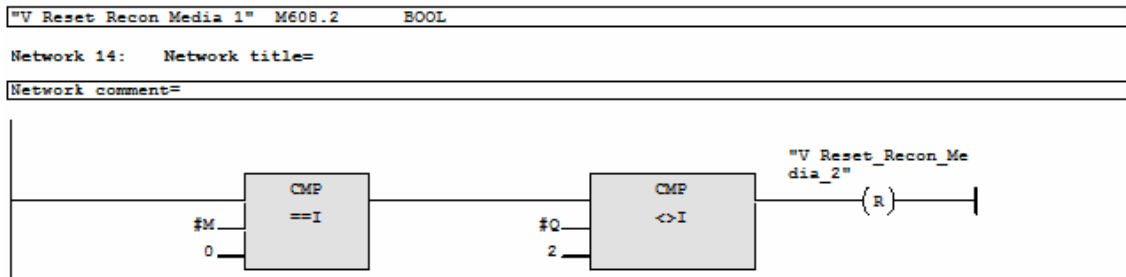 "V Reset Recon Media 1" M608.2 BOOL
Network 14: Network title=
Network comment=
"V Reset_Recon_Me
dia_2"
CMP
CMP
==I
<>I
R
#M
#Q
0
2